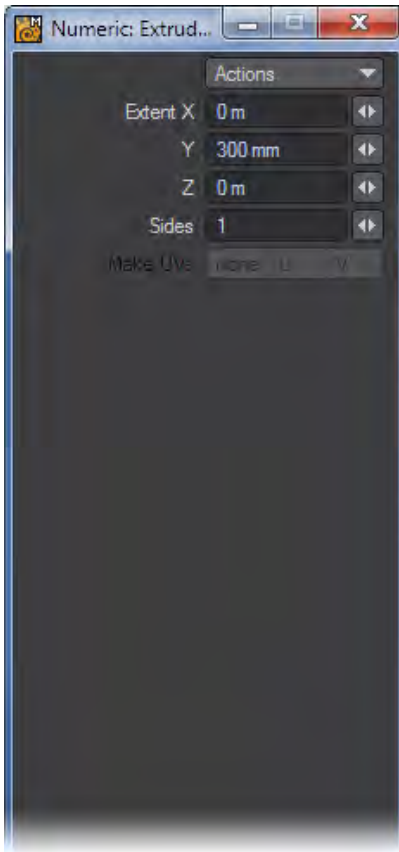 Numeric: Extrud...
Actions
Extent X 0 m
Y 300 mm
Z 0 m
Sides 1
Make UVs none U V